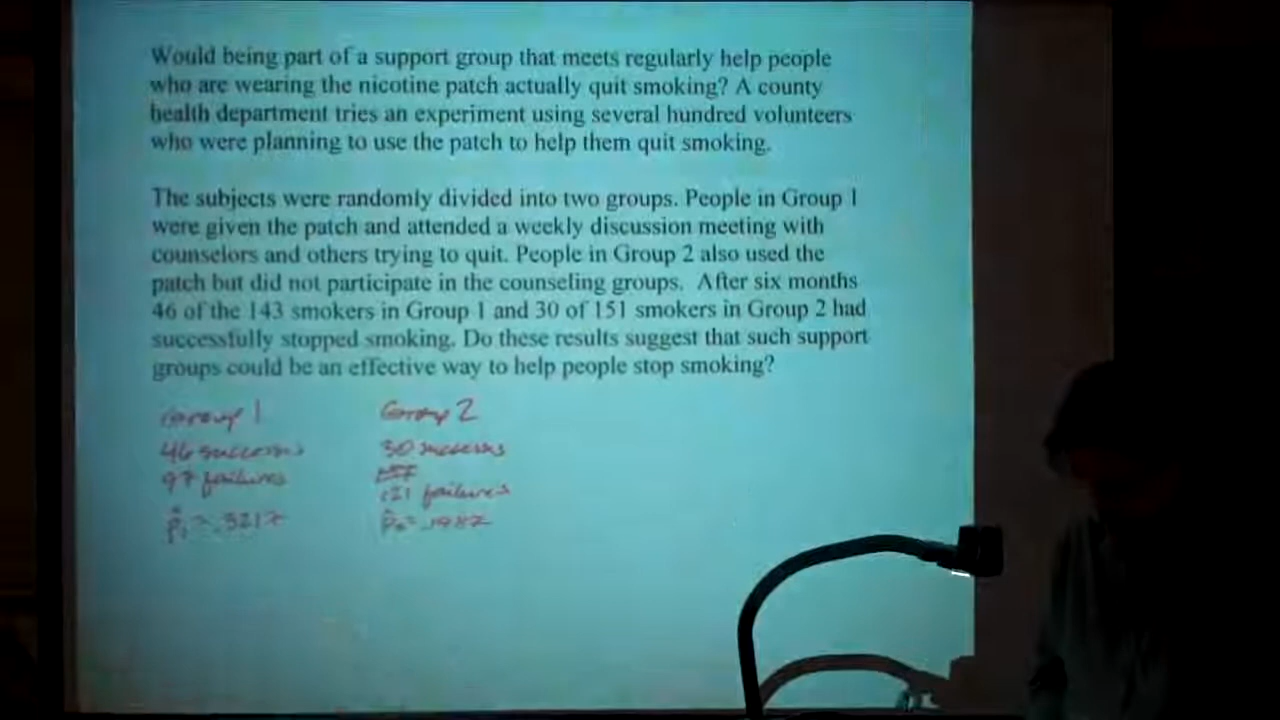 Would being part of a support group that meets regularly help people
who are wearing the nicotine patch actually quit smoking? A county
health department tries an experiment using several hundred volunteers
who were planning to use the patch to help them quit smoking.
The subjects were randomly divided into two groups. People in Group 1
were given the patch and attended a weekly discussion meeting with
counselors and others trying to quit. People in Group 2 also used the
patch but did not participate in the counseling groups. After six months
46 of the 143 smokers in Group 1 and 30 of 151 smokers in Group 2 had
successfully stopped smoking. Do these results suggest that such support
groups could be an effective way to help people stop smoking?
Group 1 Group 2
46 successes 30 successes
97 failures
121 failures
p̂₁ = .3217 p̂₂ = .1987